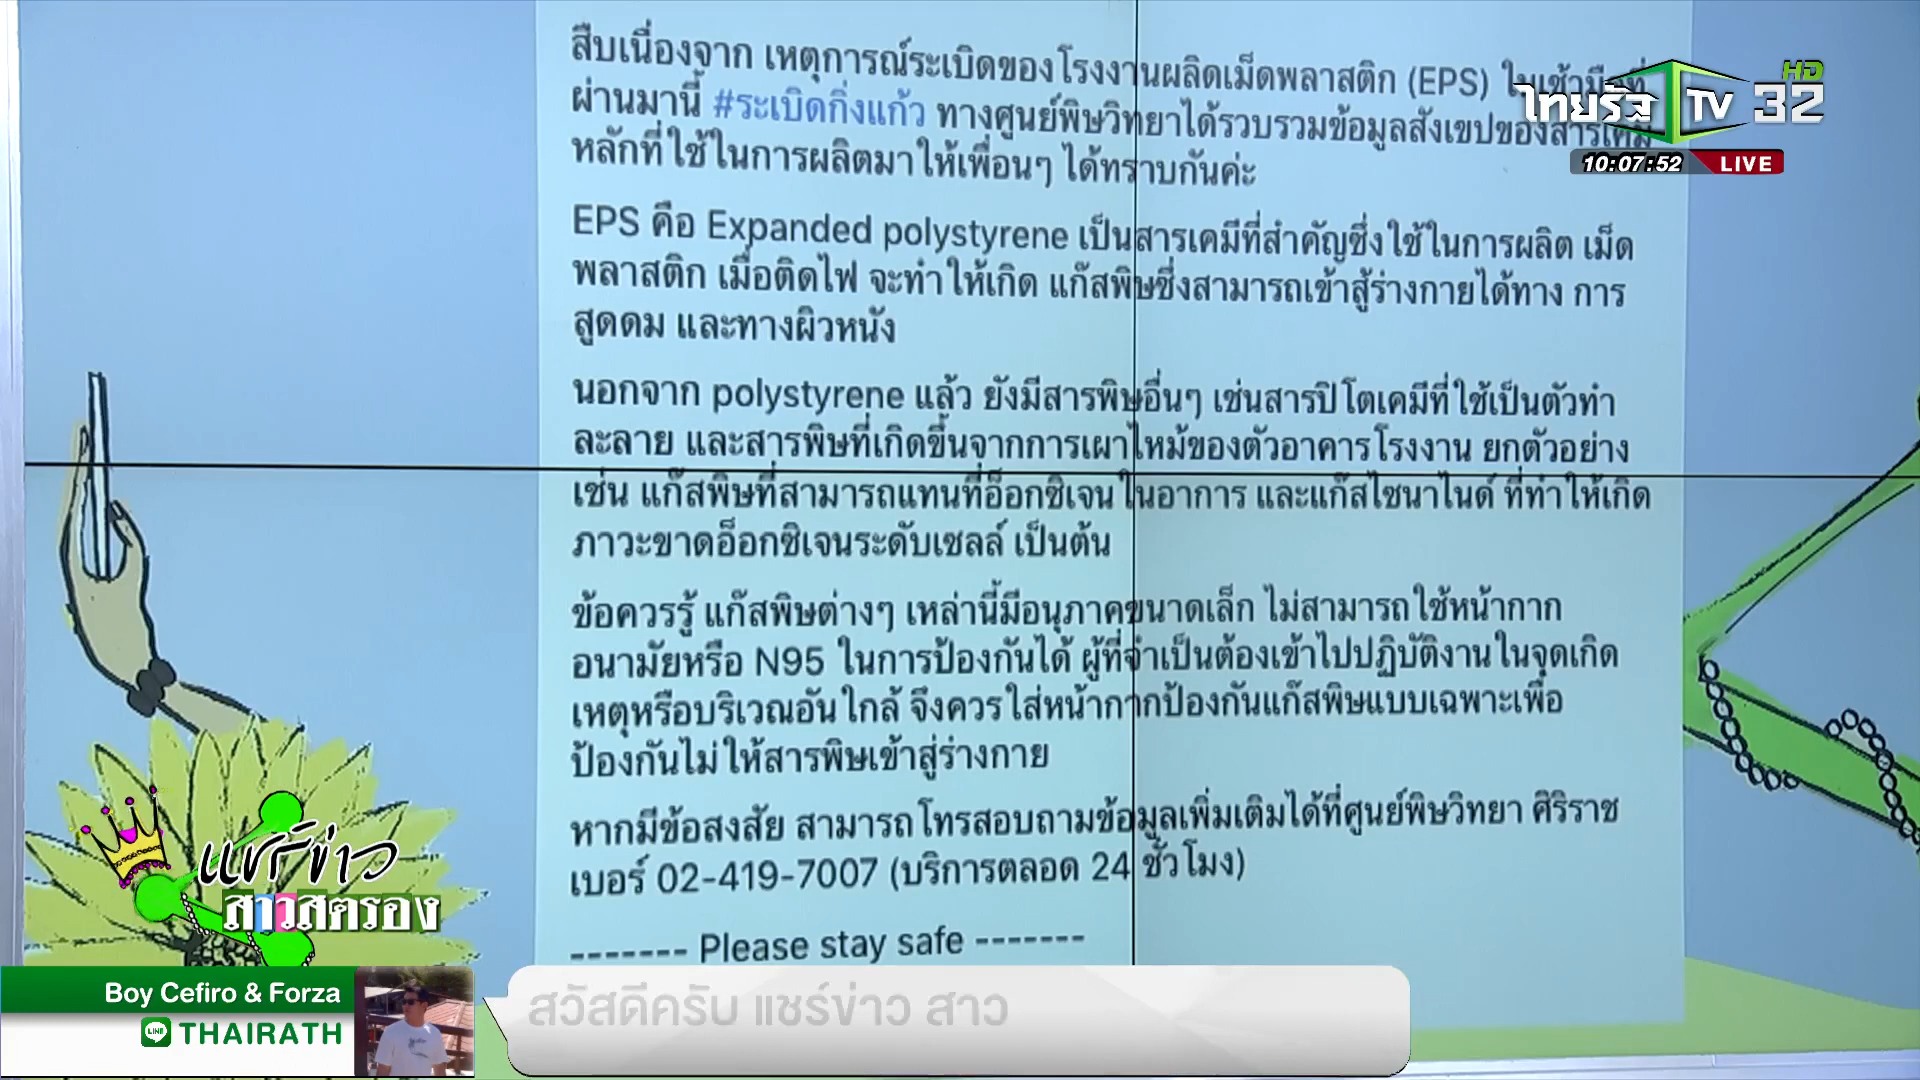 สืบเนื่องจาก เหตุการณ์ระเบิดของโรงงานผลิตเม็ดพลาสติก (EPS) ในเช้ามืดที่
ผ่านมานี้ #ระเบิดกิ่งแก้ว ทางศูนย์พิษวิทยาได้รวบรวมข้อมูลสังเขปของสารเคมี
หลักที่ใช้ในการผลิตมาให้เพื่อนๆ ได้ทราบกันค่ะ
EPS คือ Expanded polystyrene เป็นสารเคมีที่สำคัญซึ่งใช้ในการผลิต เม็ด
พลาสติก เมื่อติดไฟ จะทำให้เกิด แก๊สพิษซึ่งสามารถเข้าสู้ร่างกายได้ทาง การ
สูดดม และทางผิวหนัง
นอกจาก polystyrene แล้ว ยังมีสารพิษอื่นๆ เช่นสารปิโตเคมีที่ใช้เป็นตัวทำ
ละลาย และสารพิษที่เกิดขึ้นจากการเผาไหม้ของตัวอาคารโรงงาน ยกตัวอย่าง
เช่น แก๊สพิษที่สามารถแทนที่อ็อกซิเจนในอาการ และแก๊สไซนาไนด์ ที่ทำให้เกิด
ภาวะขาดอ็อกซิเจนระดับเซลล์ เป็นต้น
ข้อควรรู้ แก๊สพิษต่างๆ เหล่านี้มีอนุภาคขนาดเล็ก ไม่สามารถใช้หน้ากาก
อนามัยหรือ N95 ในการป้องกันได้ ผู้ที่จำเป็นต้องเข้าไปปฏิบัติงานในจุดเกิด
เหตุหรือบริเวณอันใกล้ จึงควรใส่หน้ากากป้องกันแก๊สพิษแบบเฉพาะเพื่อ
ป้องกันไม่ให้สารพิษเข้าสู่ร่างกาย
หากมีข้อสงสัย สามารถโทรสอบถามข้อมูลเพิ่มเติมได้ที่ศูนย์พิษวิทยา ศิริราช
เบอร์ 02-419-7007 (บริการตลอด 24 ชั่วโมง)
------- Please stay safe -------
ไทยรัฐ TV 32 HD
10:07:52 LIVE
แชร์ข่าว
สาวสตรอง
Boy Cefiro & Forza
LINE THAIRATH
สวัสดีครับ แชร์ข่าว สาว